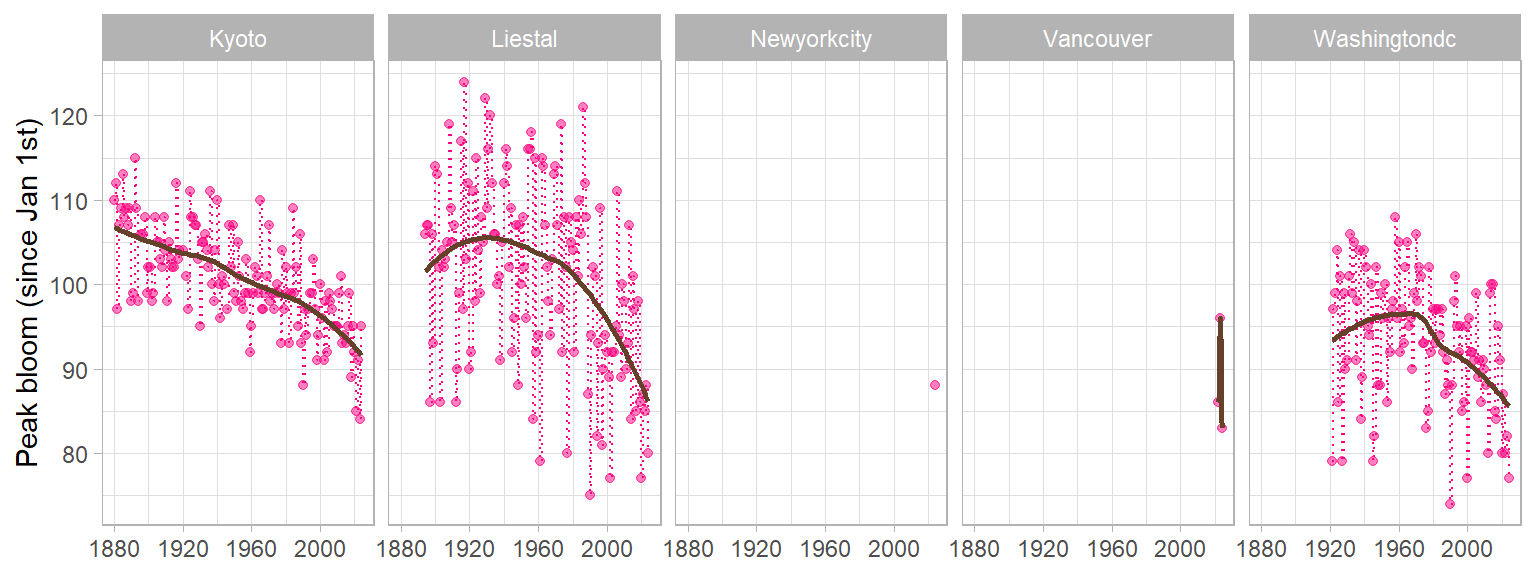 Kyoto Liestal Newyorkcity Vancouver Washingtondc
Peak bloom (since Jan 1st)
120
110
100
90
80
1880 1920 1960 2000 1880 1920 1960 2000 1880 1920 1960 2000 1880 1920 1960 2000 1880 1920 1960 2000